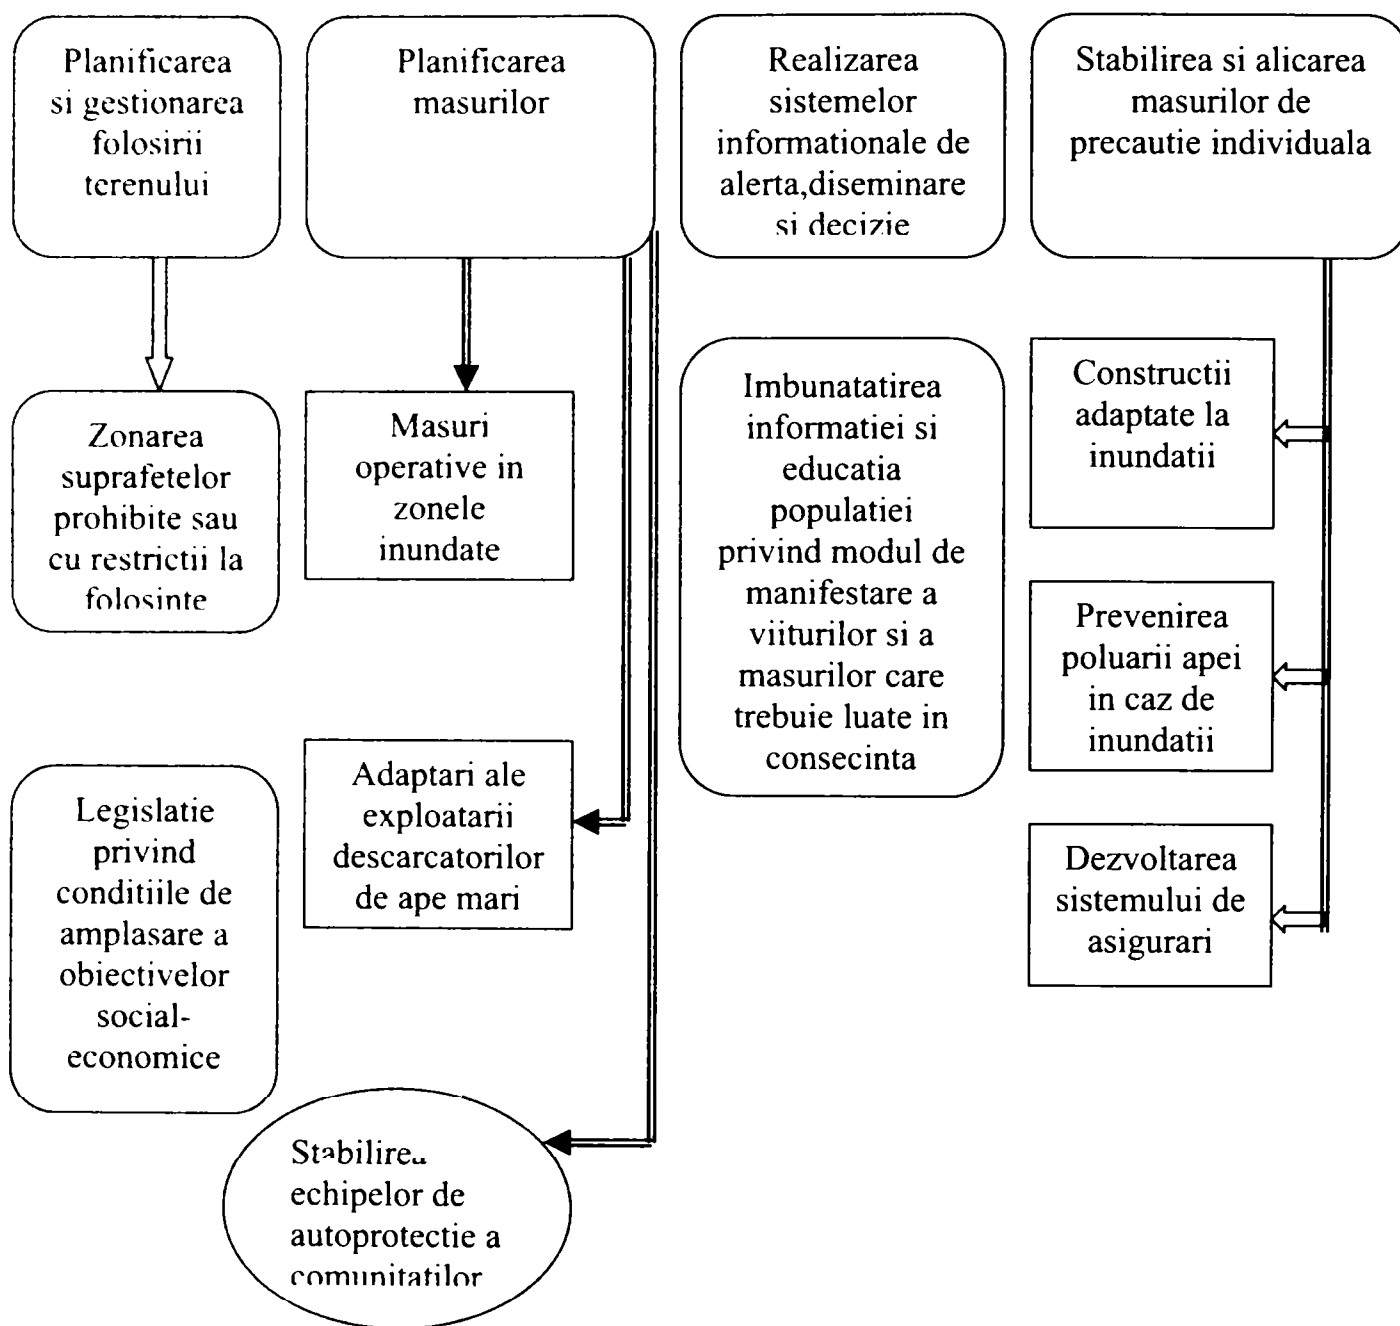 Planificarea
si gestionarea
folosirii
terenului
Planificarea
masurilor
Realizarea
sistemelor
informationale de
alerta,diseminare
si decizie
Stabilirea si alicarea
masurilor de
precautie individuala
Zonarea
suprafetelor
prohibite sau
cu restrictii la
folosinte
Masuri
operative in
zonele
inundate
Imbunatatirea
informatiei si
educatia
populatiei
privind modul de
manifestare a
viiturilor si a
masurilor care
trebuie luate in
consecinta
Constructii
adaptate la
inundatii
Prevenirea
poluarii apei
in caz de
inundatii
Legislatie
privind
conditiile de
amplasare a
obiectivelor
social-
economice
Adaptari ale
exploatarii
descarcatorilor
de ape mari
Dezvoltarea
sistemului de
asigurari
Stabilirea
echipelor de
autoprotectie a
comunitatilor